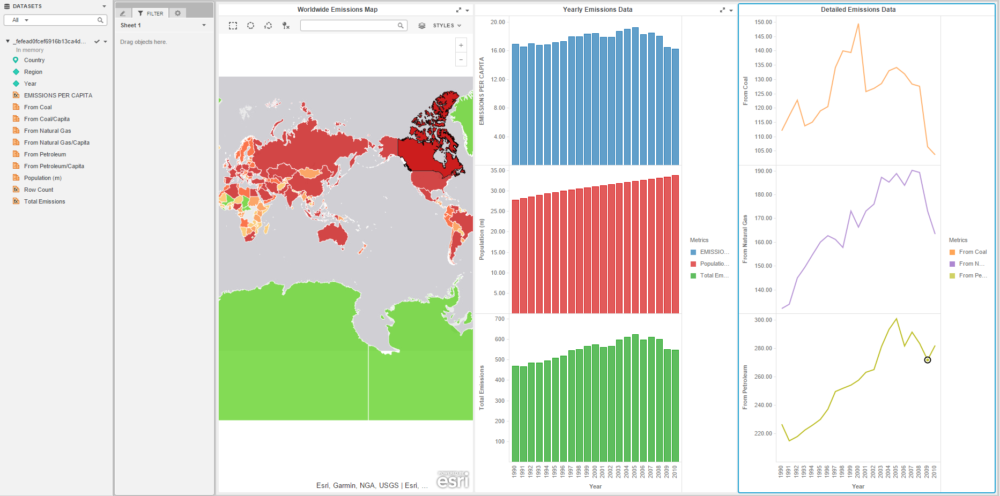 DATASETS
All
_fefead0fcef6916b13ca4d...
In memory
Country
Region
Year
EMISSIONS PER CAPITA
From Coal
From Coal/Capita
From Natural Gas
From Natural Gas/Capita
From Petroleum
From Petroleum/Capita
Population (m)
Row Count
Total Emissions
FILTER
Sheet 1
Drag objects here.
Worldwide Emissions Map
STYLES
+
−
POWERED BY
esri
Esri, Garmin, NGA, USGS | Esri, ...
Yearly Emissions Data
EMISSIONS PER CAPITA
20.00
16.00
12.00
8.00
4.00
Population (m)
35.00
30.00
25.00
20.00
15.00
10.00
5.00
Total Emissions
700
600
500
400
300
200
100
1990 1991 1992 1993 1994 1995 1996 1997 1998 1999 2000 2001 2002 2003 2004 2005 2006 2007 2008 2009 2010
Year
Metrics
EMISSIO...
Populatio...
Total Em...
Detailed Emissions Data
From Coal
150.00
145.00
140.00
135.00
130.00
125.00
120.00
115.00
110.00
105.00
From Natural Gas
190.00
180.00
170.00
160.00
150.00
140.00
From Petroleum
300.00
280.00
260.00
240.00
220.00
1990 1991 1992 1993 1994 1995 1996 1997 1998 1999 2000 2001 2002 2003 2004 2005 2006 2007 2008 2009 2010
Year
Metrics
From Coal
From N...
From Pe...